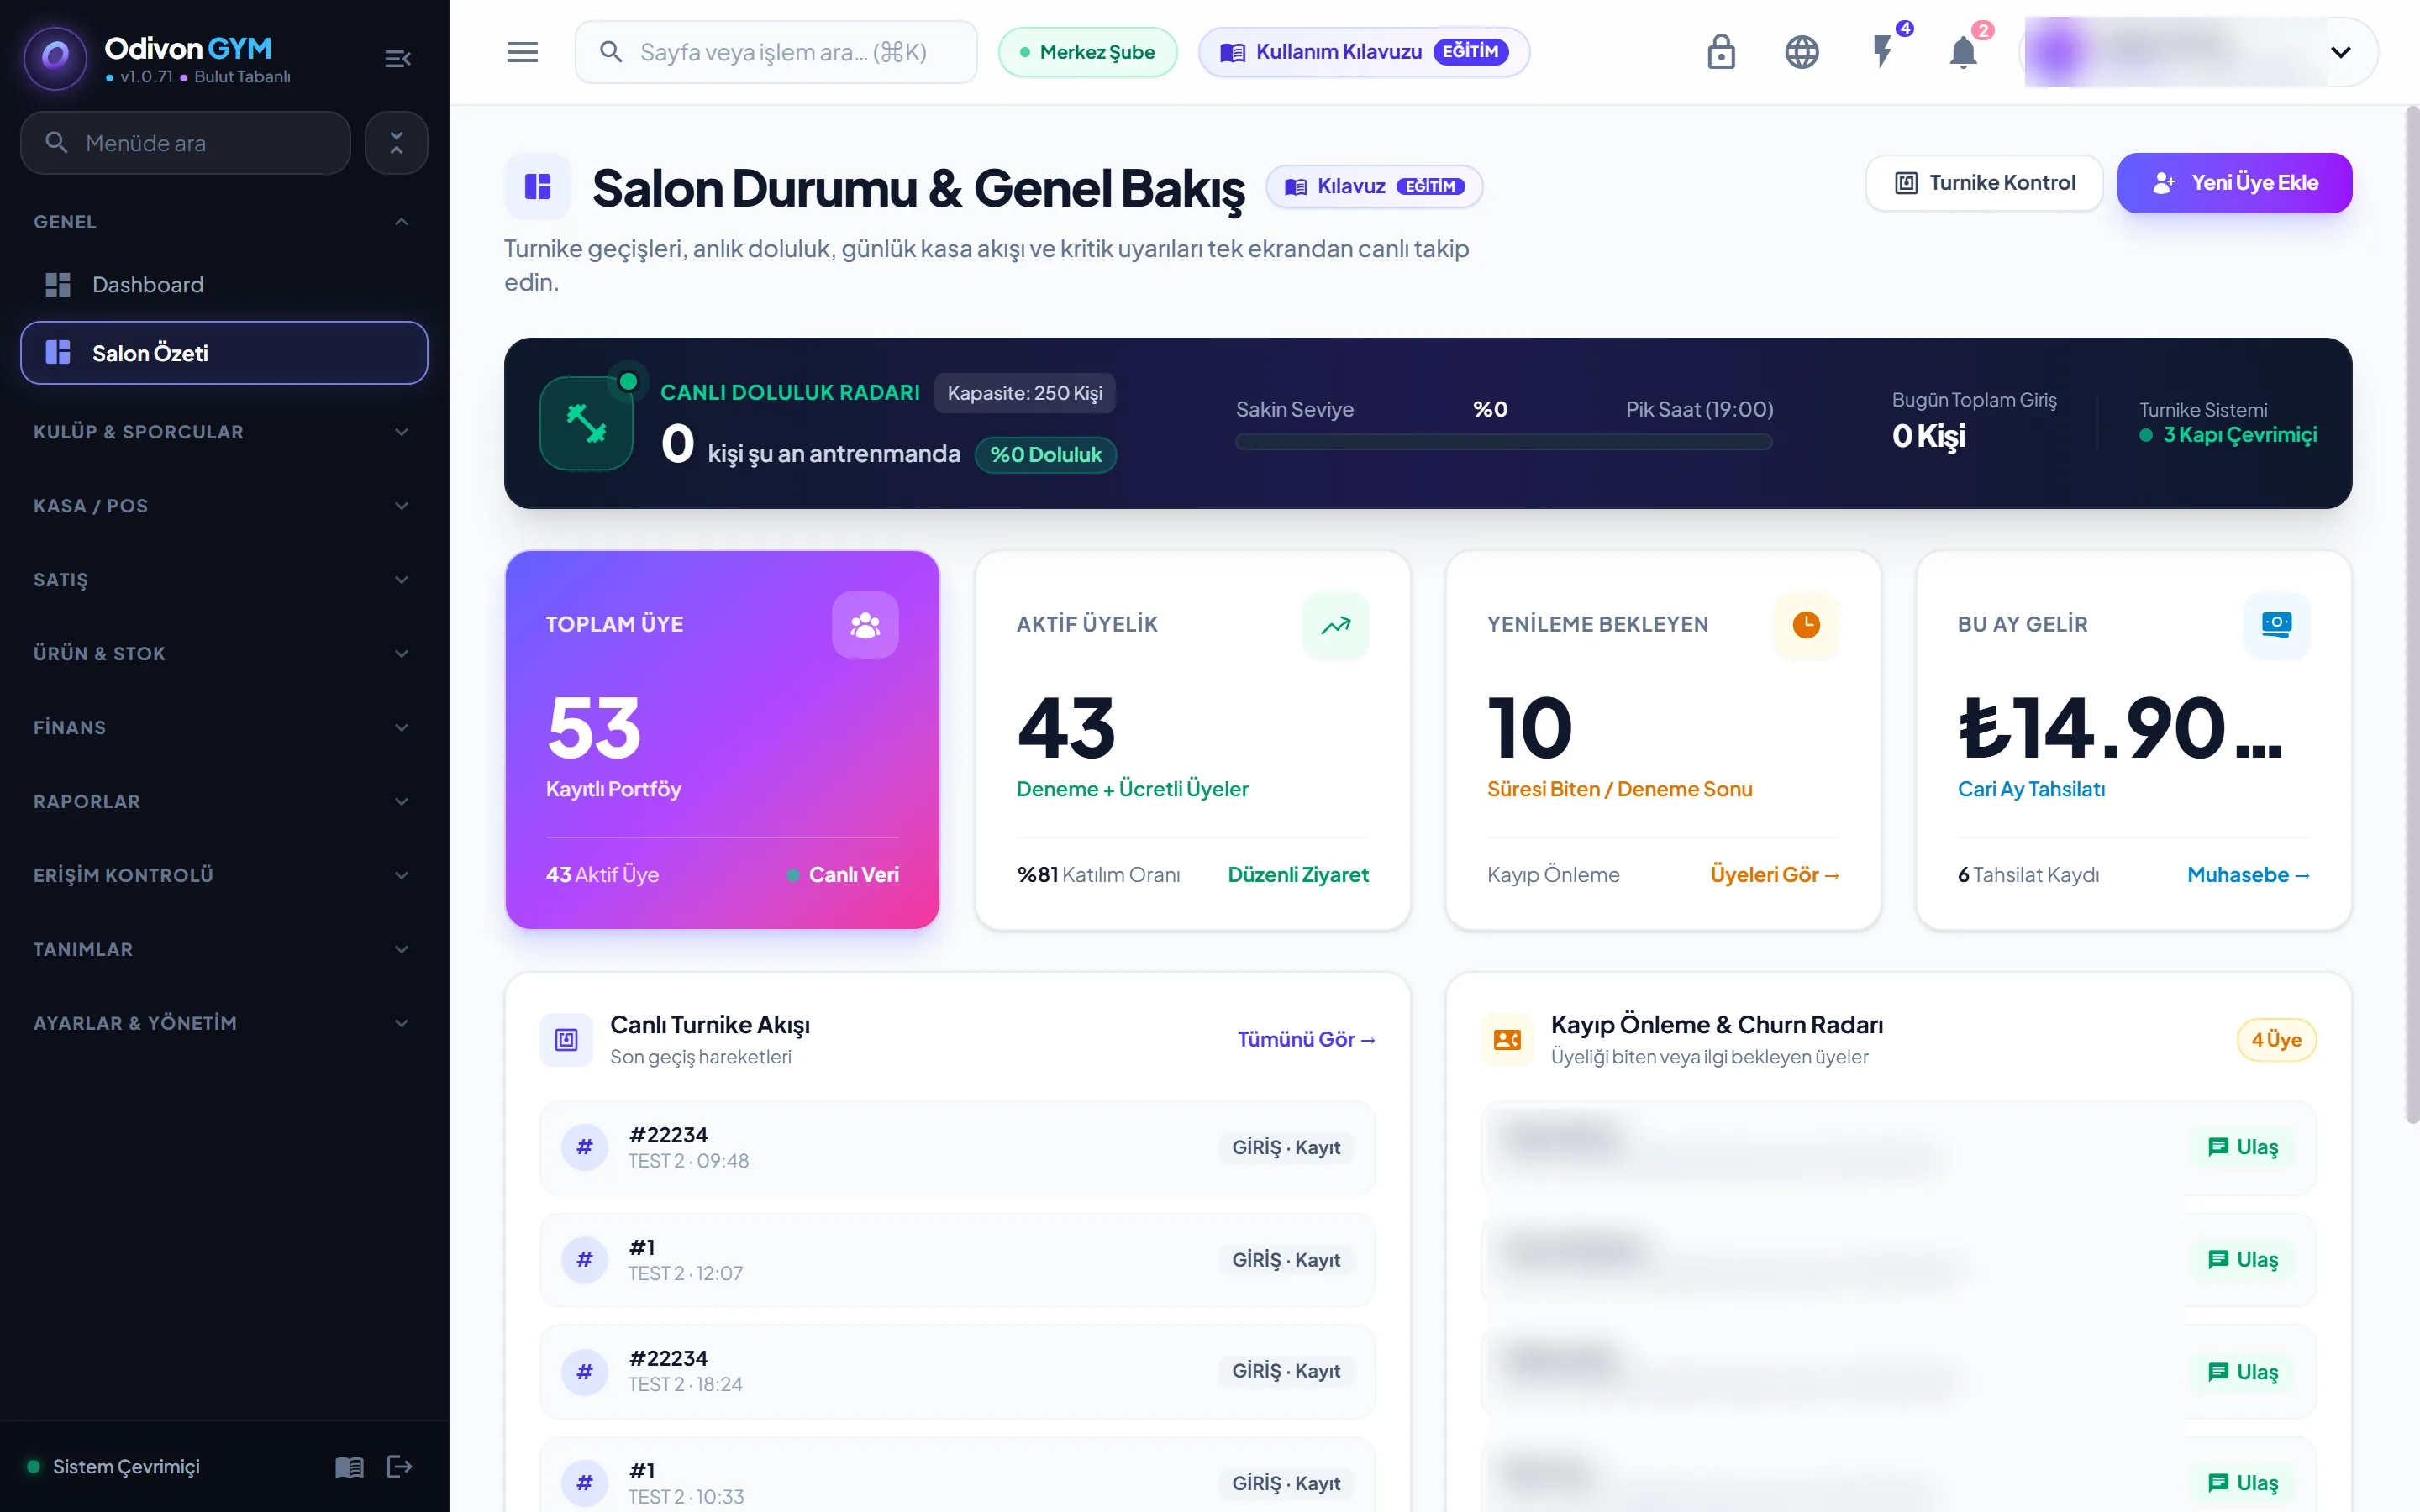 Odivon GYM
v1.0.71 Bulut Tabanlı
Menüde ara
GENEL
Dashboard
Salon Özeti
KULÜP & SPORCULAR
KASA / POS
SATIŞ
ÜRÜN & STOK
FİNANS
RAPORLAR
ERİŞİM KONTROLÜ
TANIMLAR
AYARLAR & YÖNETİM
Sistem Çevrimiçi
Sayfa veya işlem ara... (⌘K)
Merkez Şube
Kullanım Kılavuzu EĞİTİM
4
2
Salon Durumu & Genel Bakış
Kılavuz EĞİTİM
Turnike Kontrol
Yeni Üye Ekle
Turnike geçişleri, anlık doluluk, günlük kasa akışı ve kritik uyarıları tek ekrandan canlı takip
edin.
CANLI DOLULUK RADARI Kapasite: 250 Kişi
0 kişi şu an antrenmanda %0 Doluluk
Sakin Seviye %0 Pik Saat (19:00)
Bugün Toplam Giriş
0 Kişi
Turnike Sistemi
3 Kapı Çevrimiçi
TOPLAM ÜYE
53
Kayıtlı Portföy
43 Aktif Üye Canlı Veri
AKTİF ÜYELİK
43
Deneme + Ücretli Üyeler
%81 Katılım Oranı Düzenli Ziyaret
YENİLEME BEKLEYEN
10
Süresi Biten / Deneme Sonu
Kayıp Önleme Üyeleri Gör →
BU AY GELİR
₺14.90...
Cari Ay Tahsilatı
6 Tahsilat Kaydı Muhasebe →
Canlı Turnike Akışı
Son geçiş hareketleri
Tümünü Gör →
# #22234
TEST 2 · 09:48
GİRİŞ · Kayıt
# #1
TEST 2 · 12:07
GİRİŞ · Kayıt
# #22234
TEST 2 · 18:24
GİRİŞ · Kayıt
# #1
TEST 2 · 10:33
GİRİŞ · Kayıt
Kayıp Önleme & Churn Radarı
Üyeliği biten veya ilgi bekleyen üyeler
4 Üye
Ulaş
Ulaş
Ulaş
Ulaş